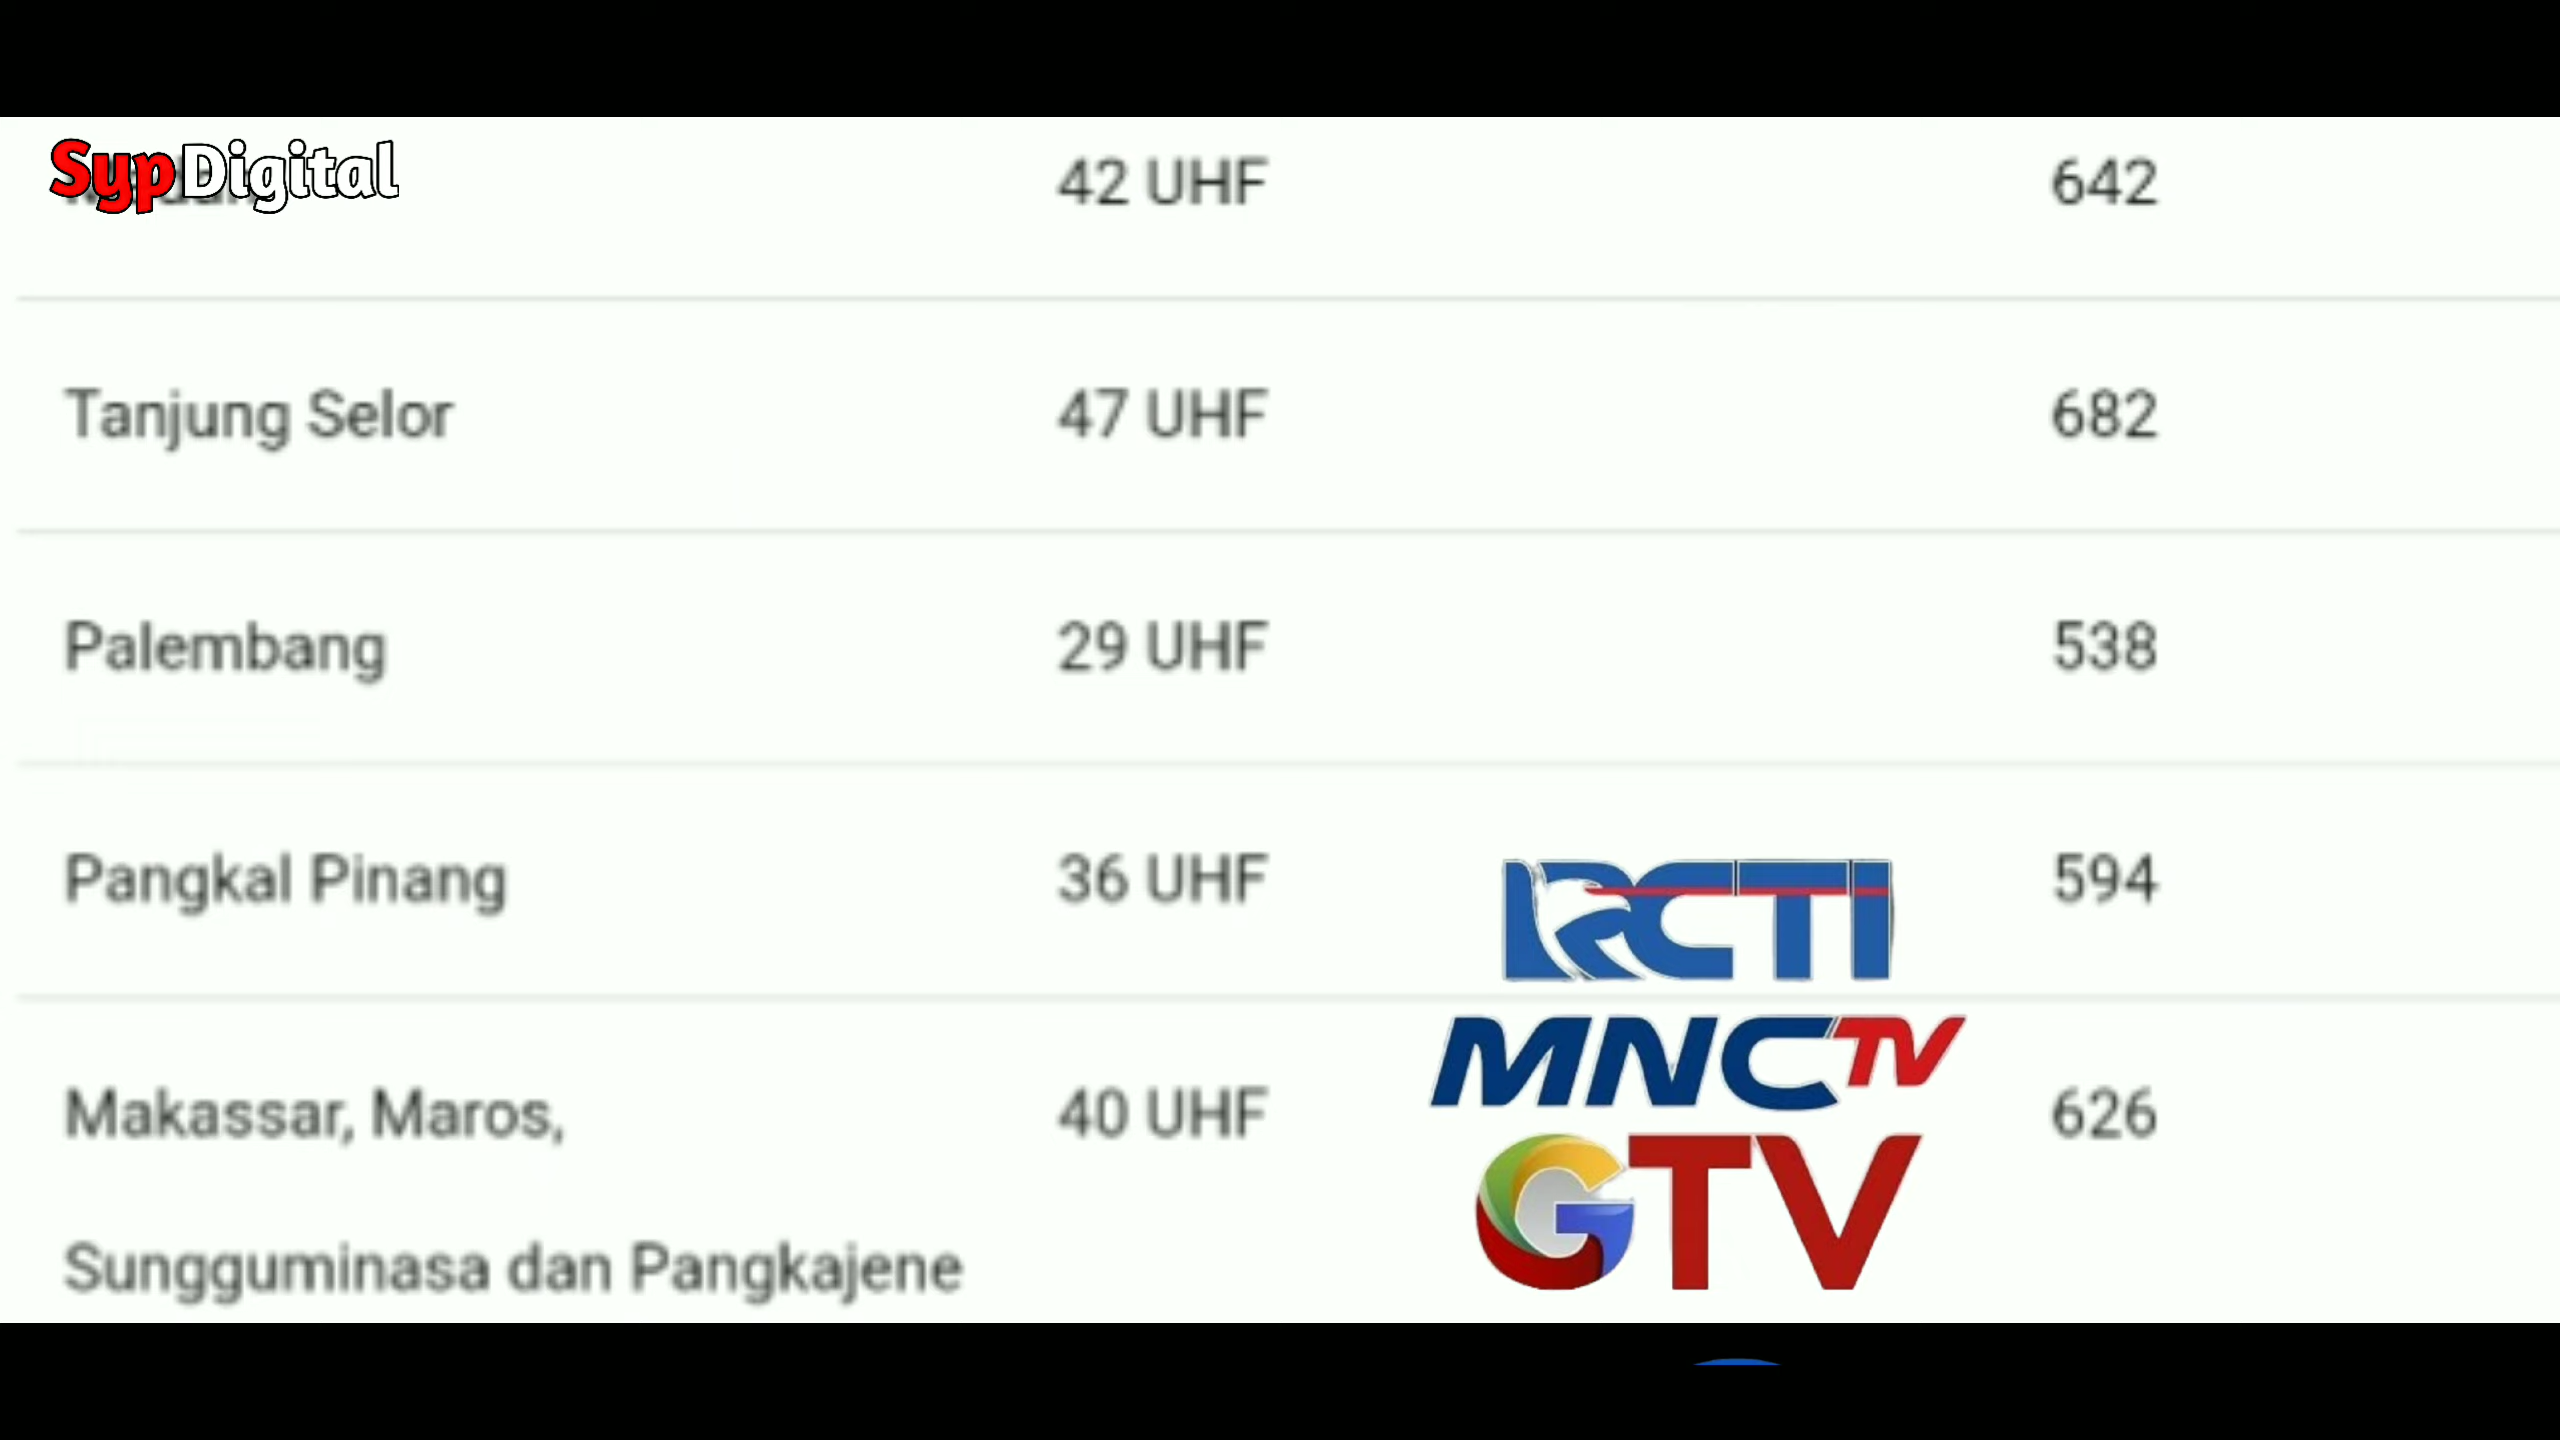 SypDigital
42 UHF 642
Tanjung Selor 47 UHF 682
Palembang 29 UHF 538
Pangkal Pinang 36 UHF 594
RCTI
MNCTV
Makassar, Maros, 40 UHF 626
GTV
Sungguminasa dan Pangkajene